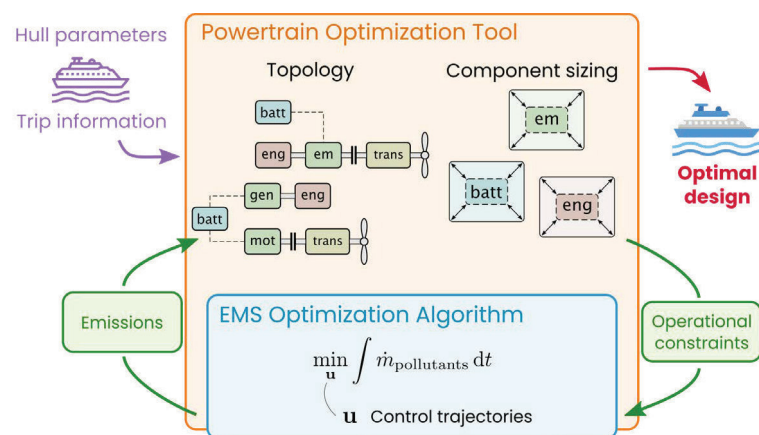 Hull parameters
Trip information
Powertrain Optimization Tool
Topology
batt
eng em trans
gen eng
batt
mot trans
Component sizing
em
batt
eng
Optimal
design
Emissions
Operational
constraints
EMS Optimization Algorithm
min ∫ ṁ_pollutants dt
u
u Control trajectories